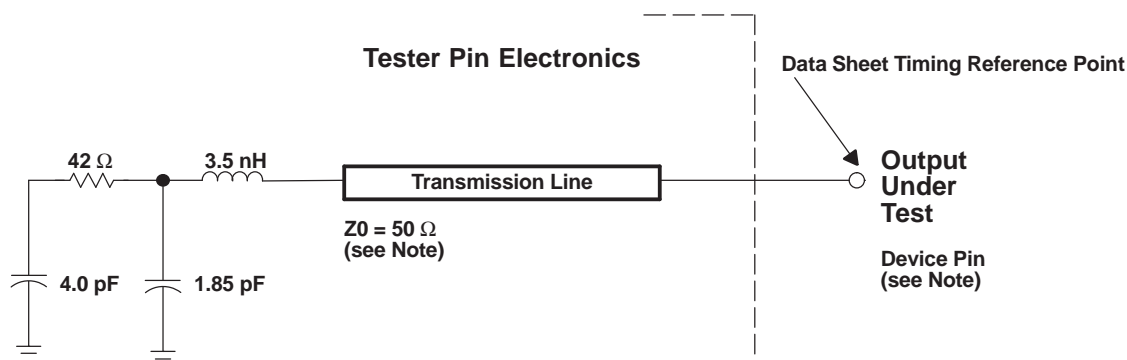 Tester Pin Electronics
Data Sheet Timing Reference Point
42 Ω
3.5 nH
Transmission Line
Output
Under
Test
Z0 = 50 Ω
(see Note)
Device Pin
(see Note)
4.0 pF
1.85 pF